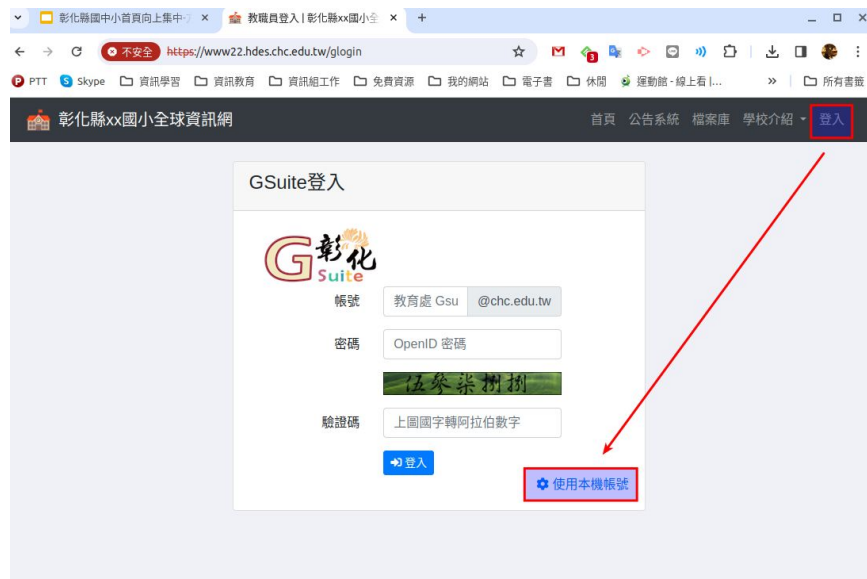 彰化縣國中小首頁向上集中
教職員登入 | 彰化縣xx國小全
不安全 https://www22.hdes.chc.edu.tw/glogin
3
PTT Skype 資訊學習 資訊教育 資訊組工作 免費資源 我的網站 電子書 休閒 運動館 - 線上看 |... » 所有書籤
彰化縣xx國小全球資訊網 首頁 公告系統 檔案庫 學校介紹 登入
GSuite登入
G彰化
Suite
帳號 教育處 Gsu @chc.edu.tw
密碼 OpenID 密碼
伍參柒捌捌
驗證碼 上圖國字轉阿拉伯數字
登入
使用本機帳號